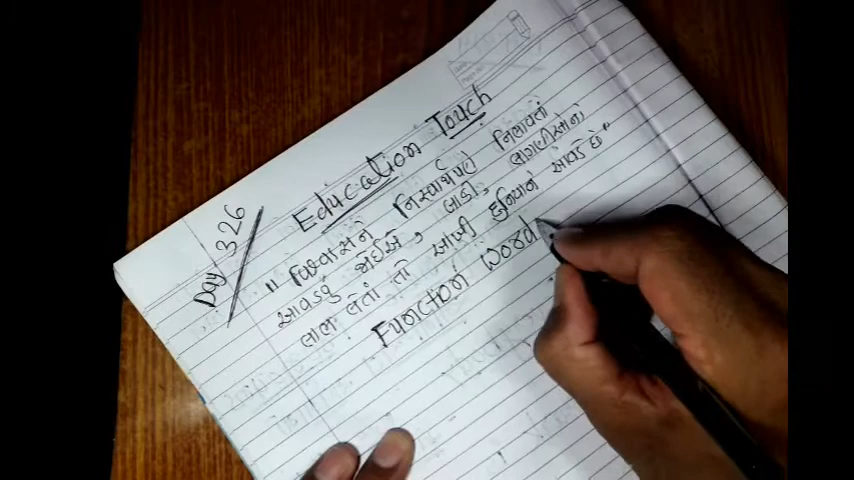 Day 326
Education Touch
" વિશ્વાસને નિસ્વાર્થપણે નિભાવતાં
આવડવું જોઈએ, બાકી, લાગણીઓનો
લાભ લેતાં તો આખી દુનિયાને આવડે છે"
Function word